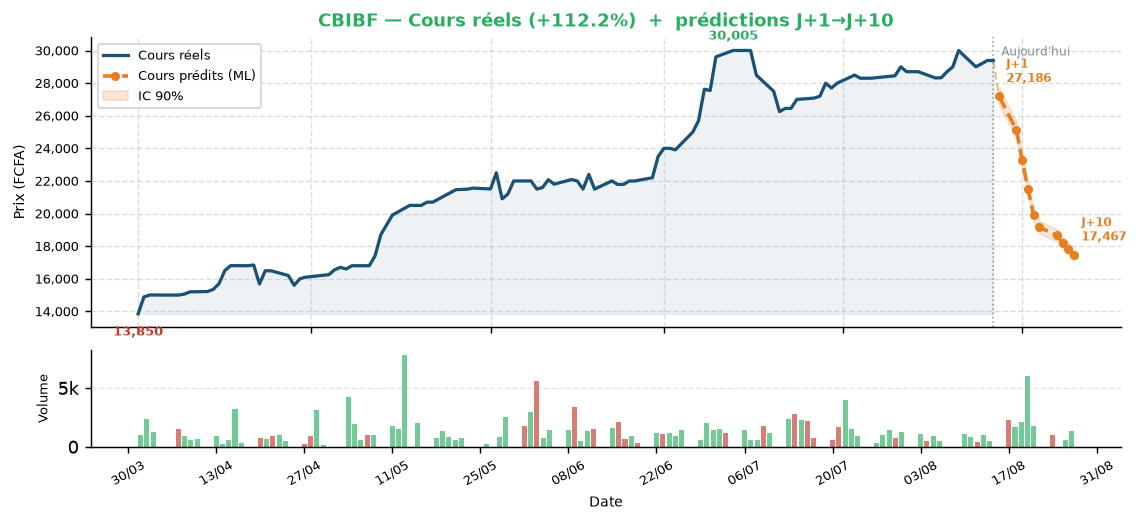 CBIBF — Cours réels (+112.2%)  +  prédictions J+1→J+10
30,005
Cours réels
Cours prédits (ML)
IC 90%
Aujourd'hui
J+1
27,186
J+10
17,467
13,850
Prix (FCFA)
30,000
28,000
26,000
24,000
22,000
20,000
18,000
16,000
14,000
Volume
5k
0
30/03
13/04
27/04
11/05
25/05
08/06
22/06
06/07
20/07
03/08
17/08
31/08
Date